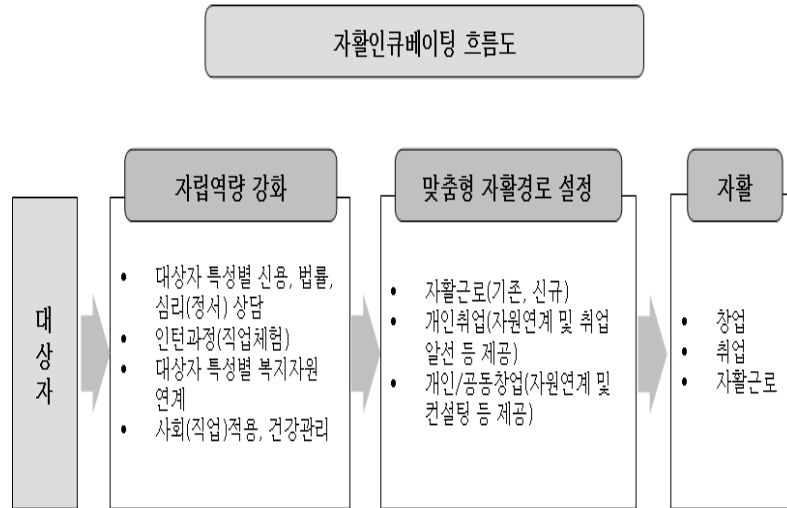 자활인큐베이팅 흐름도
대상자
자립역량 강화
• 대상자 특성별 신용, 법률,
심리(정서) 상담
• 인턴과정(직업체험)
• 대상자 특성별 복지자원
연계
• 사회(직업)적용, 건강관리
맞춤형 자활경로 설정
• 자활근로(기존, 신규)
• 개인취업(자원연계 및 취업
알선 등 제공)
• 개인/공동창업(자원연계 및
컨설팅 등 제공)
자활
• 창업
• 취업
• 자활근로